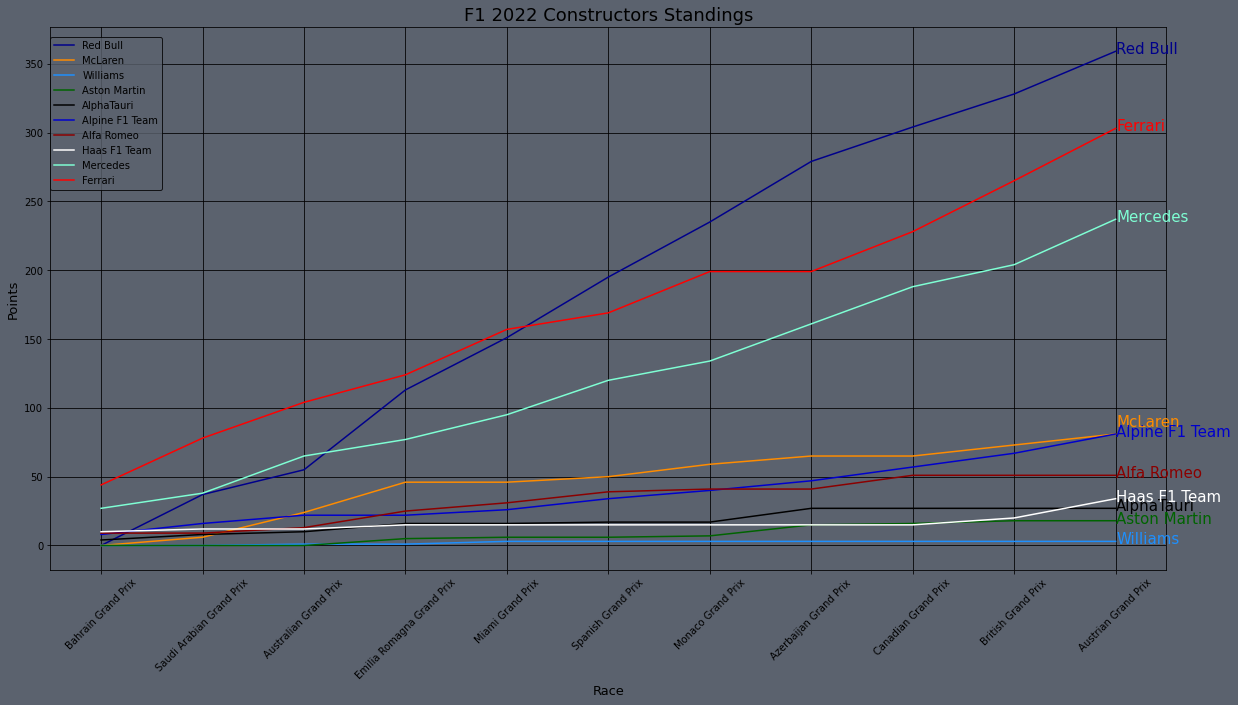 F1 2022 Constructors Standings
Red Bull
McLaren
Williams
Aston Martin
AlphaTauri
Alpine F1 Team
Alfa Romeo
Haas F1 Team
Mercedes
Ferrari
Points
350
300
250
200
150
100
50
0
Red Bull
Ferrari
Mercedes
McLaren
Alpine F1 Team
Alfa Romeo
Haas F1 Team
AlphaTauri
Aston Martin
Williams
Bahrain Grand Prix
Saudi Arabian Grand Prix
Australian Grand Prix
Emilia Romagna Grand Prix
Miami Grand Prix
Spanish Grand Prix
Monaco Grand Prix
Azerbaijan Grand Prix
Canadian Grand Prix
British Grand Prix
Austrian Grand Prix
Race